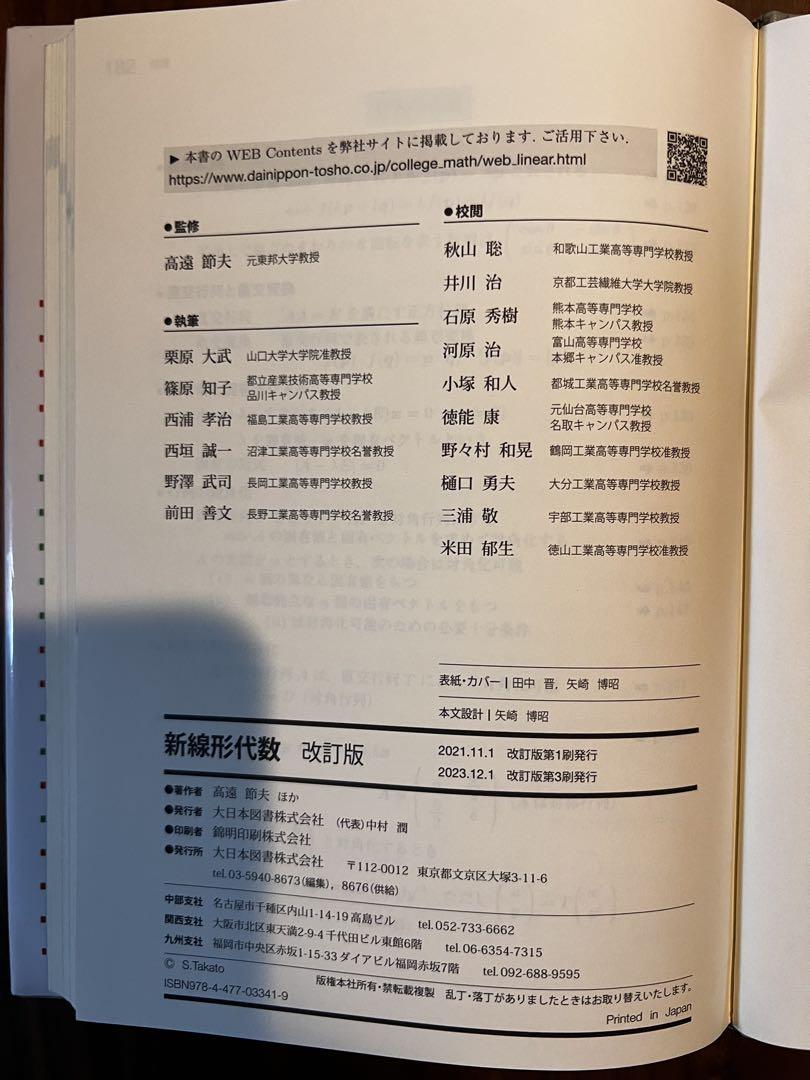 182
▶ 本書の WEB Contents を弊社サイトに掲載しております. ご活用下さい.
https://www.dainippon-tosho.co.jp/college_math/web_linear.html
●監修
高遠 節夫 元東邦大学教授
●執筆
栗原 大武 山口大学大学院准教授
篠原 知子 都立産業技術高等専門学校
品川キャンパス教授
西浦 孝治 福島工業高等専門学校教授
西垣 誠一 沼津工業高等専門学校名誉教授
野澤 武司 長岡工業高等専門学校教授
前田 善文 長野工業高等専門学校名誉教授
●校閲
秋山 聡 和歌山工業高等専門学校教授
井川 治 京都工芸繊維大学大学院教授
石原 秀樹 熊本高等専門学校
熊本キャンパス教授
河原 治 富山高等専門学校
本郷キャンパス准教授
小塚 和人 都城工業高等専門学校名誉教授
徳能 康 元仙台高等専門学校
名取キャンパス教授
野々村 和晃 鶴岡工業高等専門学校准教授
樋口 勇夫 大分工業高等専門学校教授
三浦 敬 宇部工業高等専門学校教授
米田 郁生 徳山工業高等専門学校准教授
表紙・カバー | 田中 晋, 矢崎 博昭
本文設計 | 矢崎 博昭
新線形代数 改訂版
2021.11.1 改訂版第1刷発行
2023.12.1 改訂版第3刷発行
●著作者 高遠 節夫 ほか
●発行者 大日本図書株式会社 (代表)中村 潤
●印刷者 錦明印刷株式会社
●発行所 大日本図書株式会社 〒112-0012 東京都文京区大塚3-11-6
tel.03-5940-8673(編集), 8676(供給)
中部支社 名古屋市千種区内山1-14-19高島ビル tel.052-733-6662
関西支社 大阪市北区東天満2-9-4千代田ビル東館6階 tel.06-6354-7315
九州支社 福岡市中央区赤坂1-15-33ダイアビル福岡赤坂7階 tel.092-688-9595
© S.Takato
ISBN978-4-477-03341-9
版権本社所有・禁転載複製 乱丁・落丁がありましたときはお取り替えいたします。
Printed in Japan